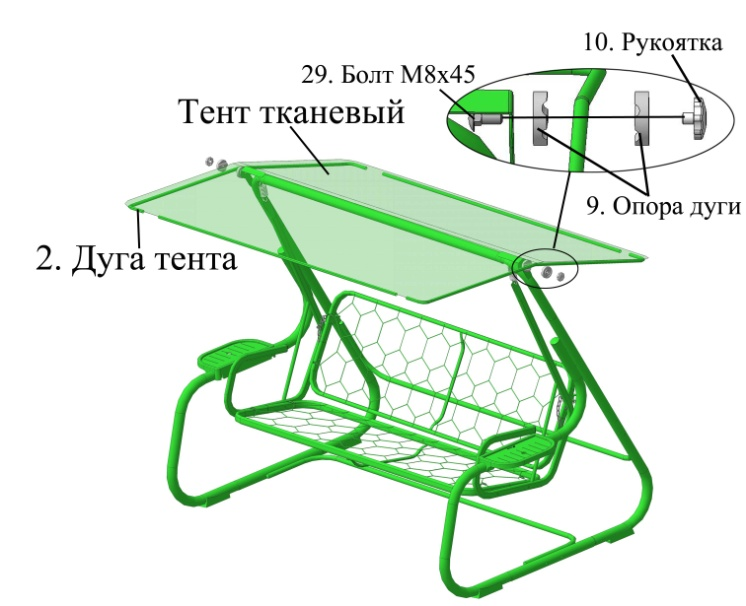 10. Рукоятка
29. Болт М8х45
Тент тканевый
9. Опора дуги
2. Дуга тента